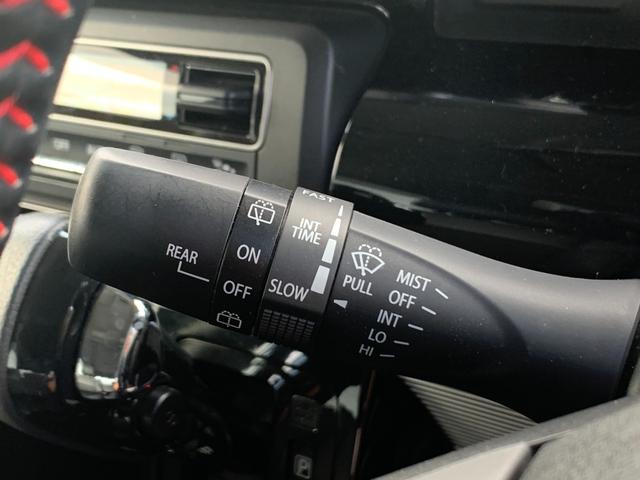 REAR
ON
OFF
FAST
INT
TIME
SLOW
PULL
MIST
OFF
INT
LO
HI
P